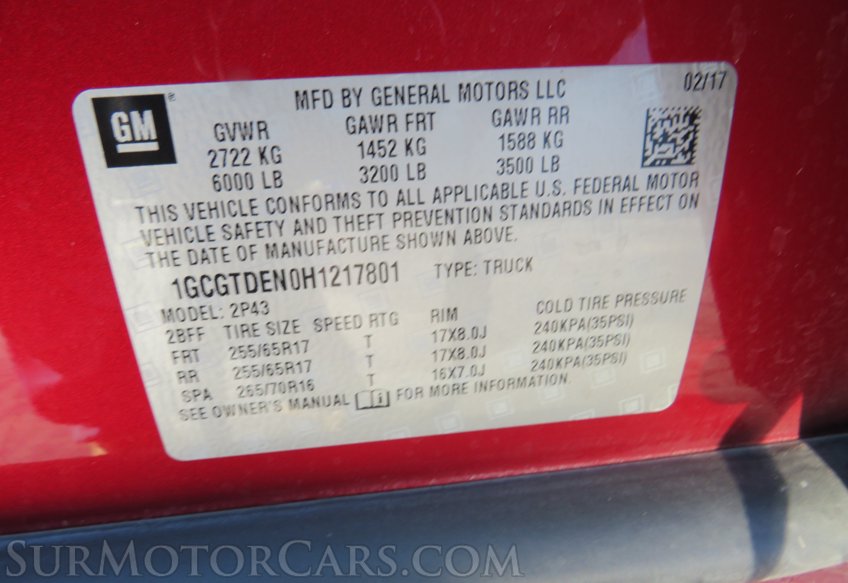 GM®
MFD BY GENERAL MOTORS LLC 02/17
GVWR GAWR FRT GAWR RR
2722 KG 1452 KG 1588 KG
6000 LB 3200 LB 3500 LB
THIS VEHICLE CONFORMS TO ALL APPLICABLE U.S. FEDERAL MOTOR
VEHICLE SAFETY AND THEFT PREVENTION STANDARDS IN EFFECT ON
THE DATE OF MANUFACTURE SHOWN ABOVE.
1GCGTDEN0H1217801 TYPE: TRUCK
MODEL: 2P43
2BFF TIRE SIZE SPEED RTG RIM COLD TIRE PRESSURE
FRT 255/65R17 T 17X8.0J 240KPA(35PSI)
RR 255/65R17 T 17X8.0J 240KPA(35PSI)
SPA 265/70R16 T 16X7.0J 240KPA(35PSI)
SEE OWNER'S MANUAL FOR MORE INFORMATION.
SURMOTORCARS.COM